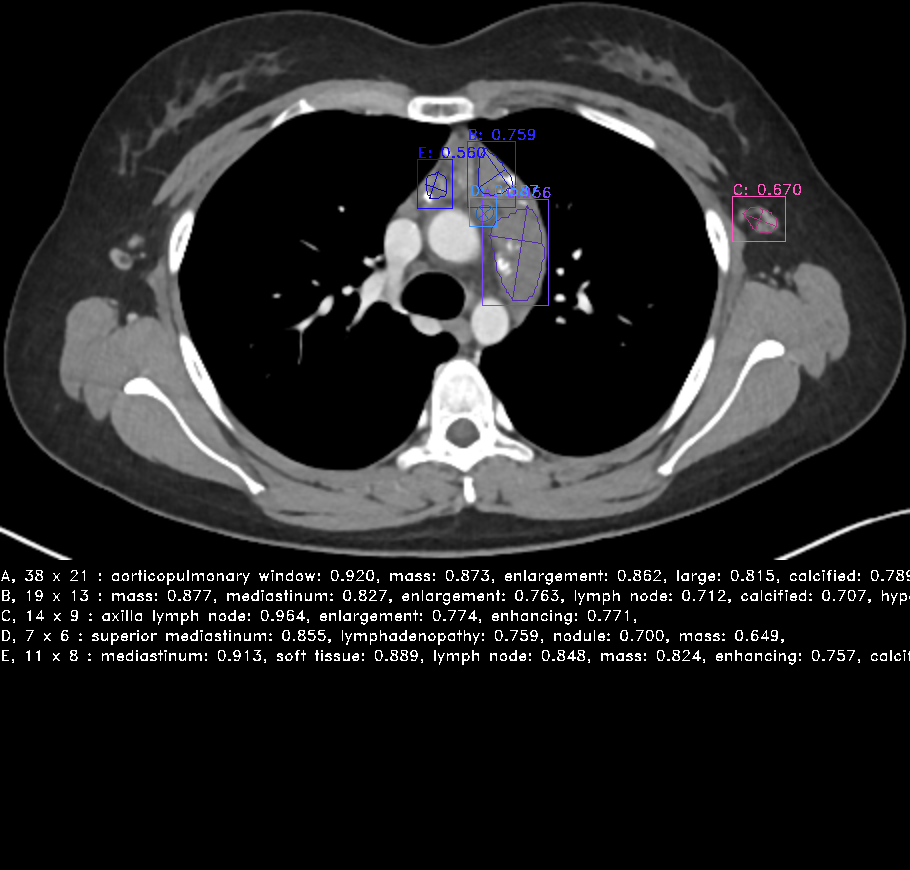 B: 0.759
E: 0.560
C: 0.670
A, 38 x 21 : aorticopulmonary window: 0.920, mass: 0.873, enlargement: 0.862, large: 0.815, calcified: 0.789
B, 19 x 13 : mass: 0.877, mediastinum: 0.827, enlargement: 0.763, lymph node: 0.712, calcified: 0.707,
C, 14 x 9 : axilla lymph node: 0.964, enlargement: 0.774, enhancing: 0.771,
D, 7 x 6 : superior mediastinum: 0.855, lymphadenopathy: 0.759, nodule: 0.700, mass: 0.649,
E, 11 x 8 : mediastinum: 0.913, soft tissue: 0.889, lymph node: 0.848, mass: 0.824, enhancing: 0.757,